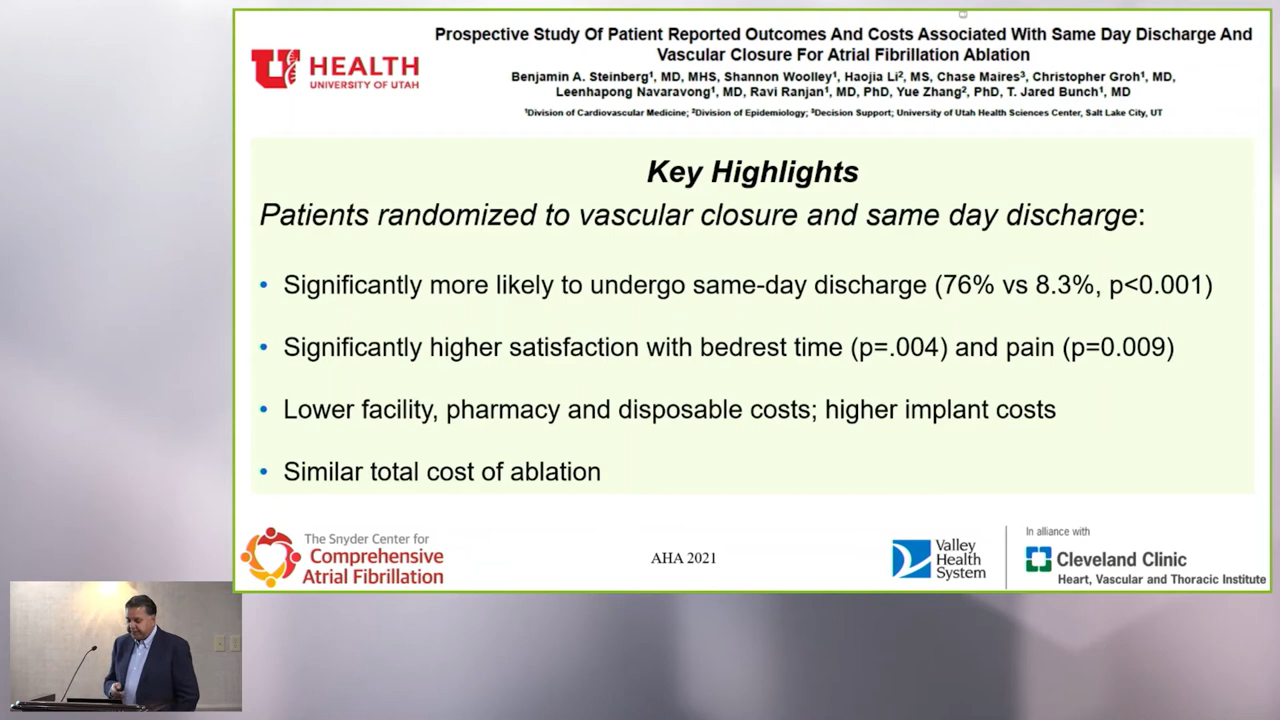 Prospective Study Of Patient Reported Outcomes And Costs Associated With Same Day Discharge And
Vascular Closure For Atrial Fibrillation Ablation
Benjamin A. Steinberg¹, MD, MHS, Shannon Woolley¹, Haojia Li², MS, Chase Maires³, Christopher Groh¹, MD,
Leenhapong Navaravong¹, MD, Ravi Ranjan¹, MD, PhD, Yue Zhang², PhD, T. Jared Bunch¹, MD
¹Division of Cardiovascular Medicine; ²Division of Epidemiology; ³Decision Support; University of Utah Health Sciences Center, Salt Lake City, UT
U HEALTH
UNIVERSITY OF UTAH
Key Highlights
Patients randomized to vascular closure and same day discharge:
• Significantly more likely to undergo same-day discharge (76% vs 8.3%, p<0.001)
• Significantly higher satisfaction with bedrest time (p=.004) and pain (p=0.009)
• Lower facility, pharmacy and disposable costs; higher implant costs
• Similar total cost of ablation
The Snyder Center for
Comprehensive
Atrial Fibrillation
AHA 2021
Valley
Health
System
In alliance with
Cleveland Clinic
Heart, Vascular and Thoracic Institute